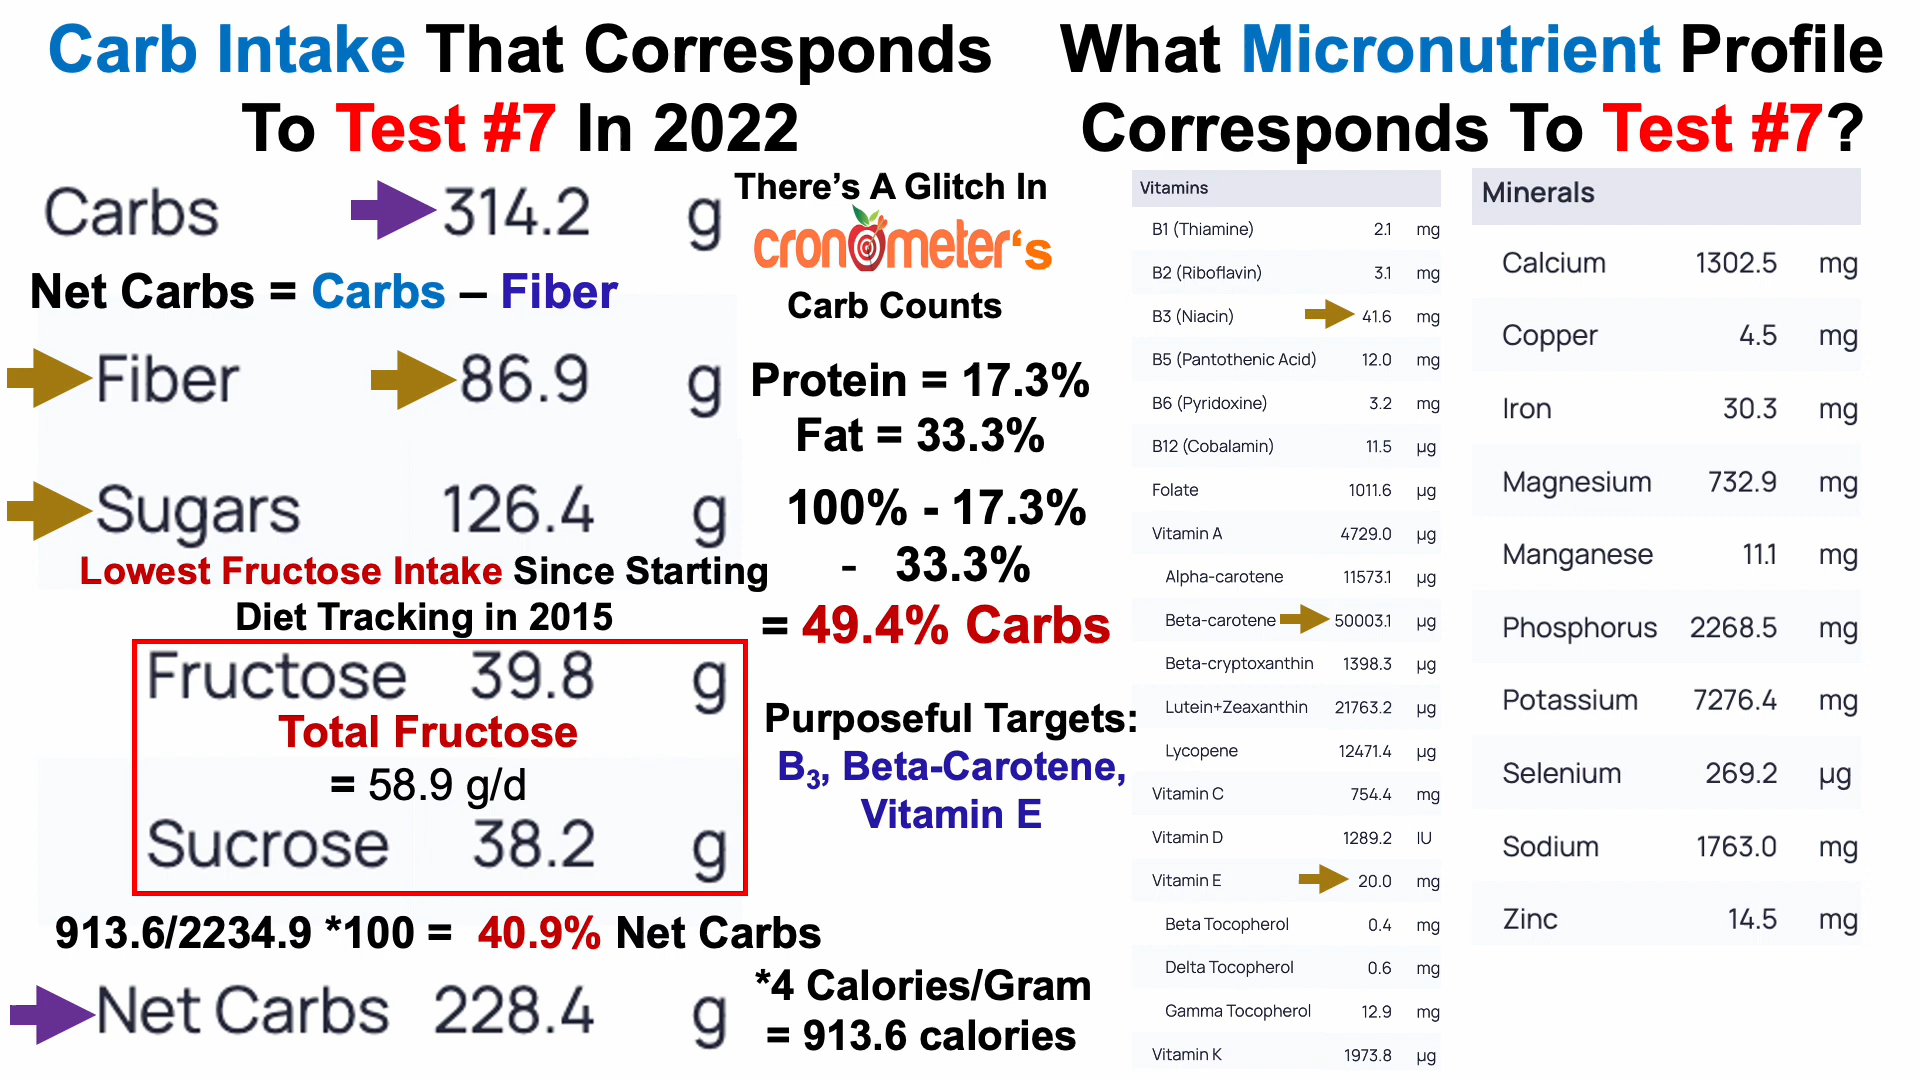 Carb Intake That Corresponds
To Test #7 In 2022
Carbs 314.2 g
Net Carbs = Carbs – Fiber
Fiber 86.9 g
Sugars 126.4 g
Lowest Fructose Intake Since Starting
Diet Tracking in 2015
Fructose 39.8 g
Total Fructose
= 58.9 g/d
Sucrose 38.2 g
913.6/2234.9 *100 = 40.9% Net Carbs
Net Carbs 228.4 g
There’s A Glitch In
cronometer‘s
Carb Counts
Protein = 17.3%
Fat = 33.3%
100% - 17.3%
- 33.3%
= 49.4% Carbs
Purposeful Targets:
B3, Beta-Carotene,
Vitamin E
*4 Calories/Gram
= 913.6 calories
What Micronutrient Profile
Corresponds To Test #7?
Vitamins
B1 (Thiamine) 2.1 mg
B2 (Riboflavin) 3.1 mg
B3 (Niacin) 41.6 mg
B5 (Pantothenic Acid) 12.0 mg
B6 (Pyridoxine) 3.2 mg
B12 (Cobalamin) 11.5 µg
Folate 1011.6 µg
Vitamin A 4729.0 µg
Alpha-carotene 11573.1 µg
Beta-carotene 50003.1 µg
Beta-cryptoxanthin 1398.3 µg
Lutein+Zeaxanthin 21763.2 µg
Lycopene 12471.4 µg
Vitamin C 754.4 mg
Vitamin D 1289.2 IU
Vitamin E 20.0 mg
Beta Tocopherol 0.4 mg
Delta Tocopherol 0.6 mg
Gamma Tocopherol 12.9 mg
Vitamin K 1973.8 µg
Minerals
Calcium 1302.5 mg
Copper 4.5 mg
Iron 30.3 mg
Magnesium 732.9 mg
Manganese 11.1 mg
Phosphorus 2268.5 mg
Potassium 7276.4 mg
Selenium 269.2 µg
Sodium 1763.0 mg
Zinc 14.5 mg